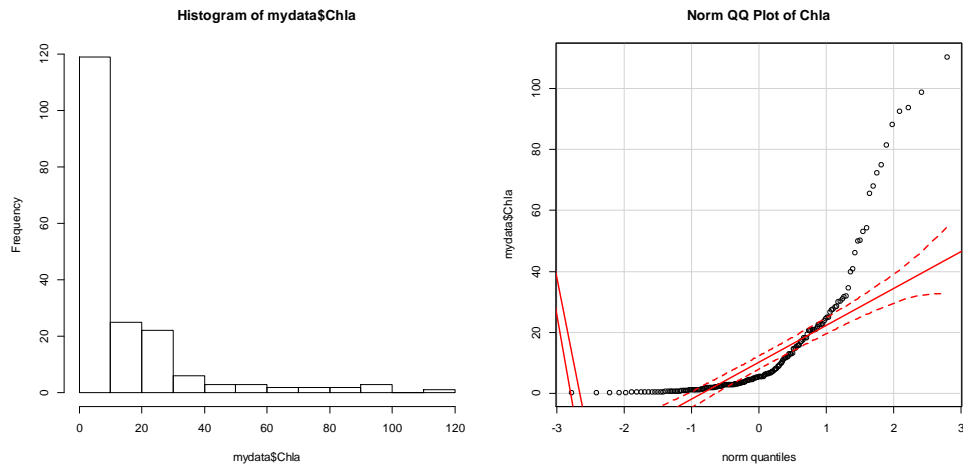 Histogram of mydata$Chla
Frequency
0
20
40
60
80
100
120
0 20 40 60 80 100 120
mydata$Chla
Norm QQ Plot of Chla
mydata$Chla
0
20
40
60
80
100
-3 -2 -1 0 1 2 3
norm quantiles